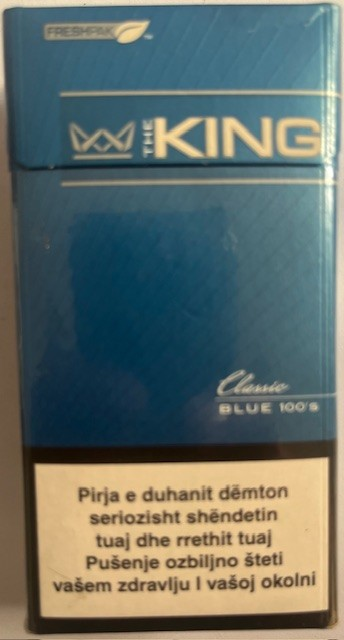 FRESHPAK
THE KING
Classic
BLUE 100's
Pirja e duhanit dëmton
seriozisht shëndetin
tuaj dhe rrethit tuaj
Pušenje ozbiljno šteti
vašem zdravlju I vašoj okolni